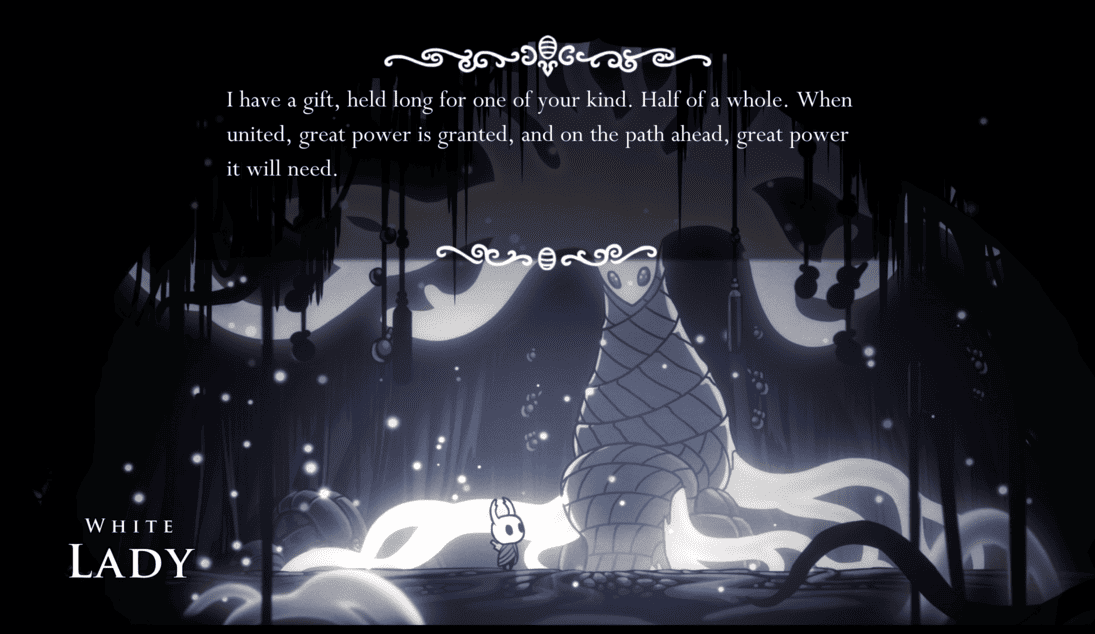 I have a gift, held long for one of your kind. Half of a whole. When
united, great power is granted, and on the path ahead, great power
it will need.
WHITE
LADY